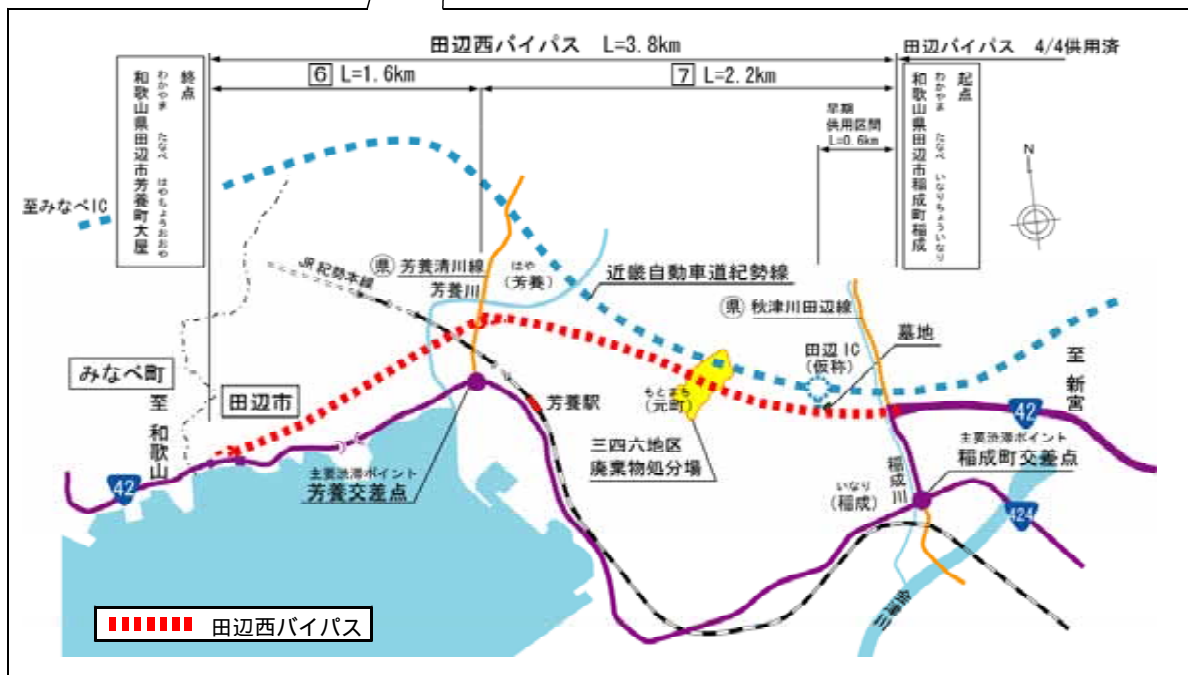 田辺西バイパス L=3.8km
田辺バイパス 4/4供用済
6 L=1.6km
7 L=2.2km
早期
供用区間
L=0.6km
終点
わかやま たなべ はやちょうおおや
和歌山県田辺市芳養町大屋
起点
わかやま たなべ いなりちょういなり
和歌山県田辺市稲成町稲成
N
至みなべIC
JR紀勢本線
県 芳養清川線
芳養川
はや
(芳養)
近畿自動車道紀勢線
県 秋津川田辺線
田辺IC
(仮称)
墓地
至 新宮
みなべ町
田辺市
至 和歌山
もとまち
(元町)
芳養駅
三四六地区
廃棄物処分場
42
主要渋滞ポイント
稲成町交差点
稲成川
いなり
(稲成)
424
42
主要渋滞ポイント
芳養交差点
会津川
田辺西バイパス